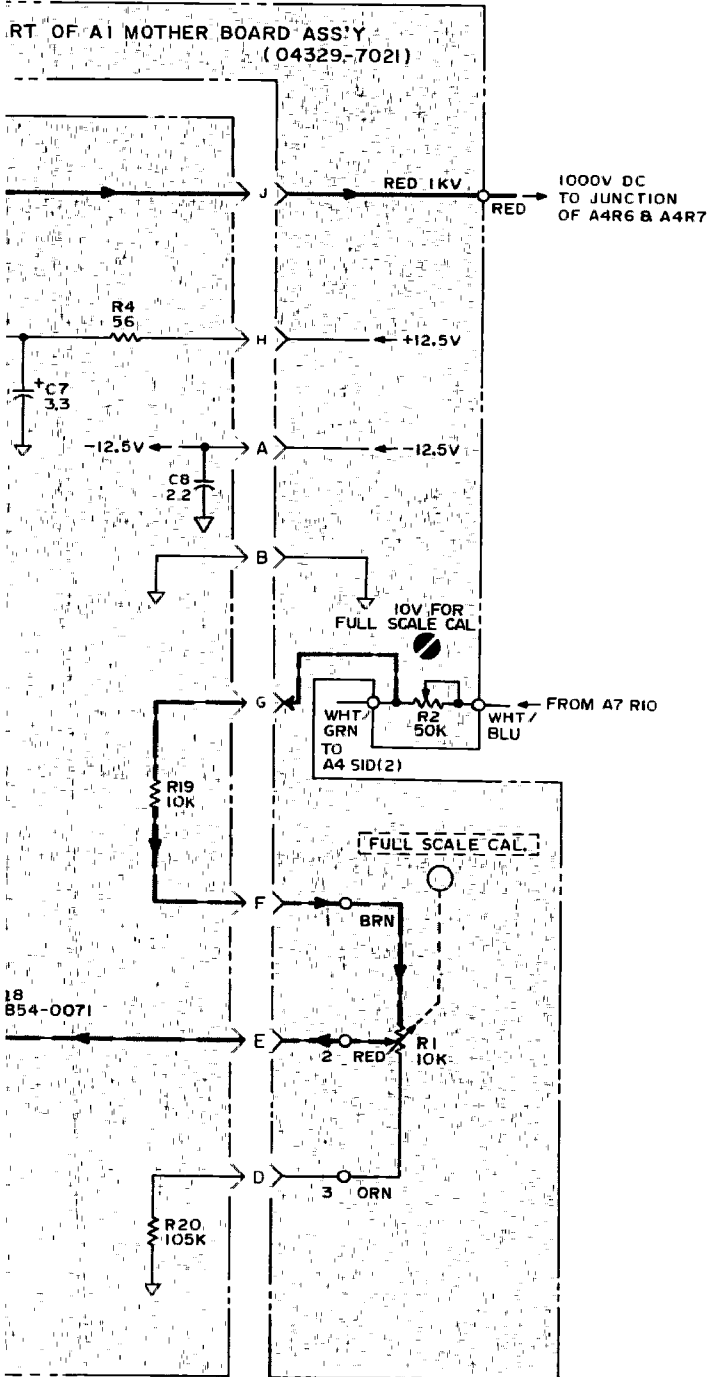 RT OF A1 MOTHER BOARD ASS'Y
(04329-7021)
J
RED 1KV
RED
1000V DC
TO JUNCTION
OF A4R6 & A4R7
R4
56
H
+12.5V
+
C7
3.3
-12.5V
A
-12.5V
C8
2.2
B
10V FOR
FULL SCALE CAL
G
WHT/
GRN
TO
A4 S1D(2)
R2
50K
WHT/
BLU
FROM A7 R10
R19
10K
FULL SCALE CAL.
F
1
BRN
18
854-0071
E
2
RED
R1
10K
D
3
ORN
R20
105K